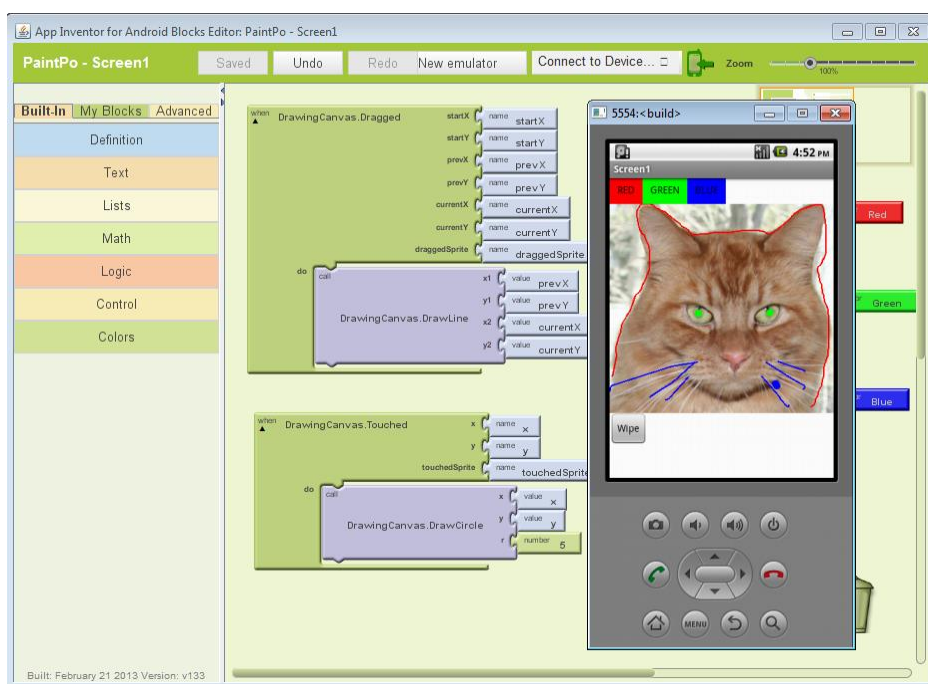 App Inventor for Android Blocks Editor: PaintPo - Screen1
PaintPo - Screen1
Saved
Undo
Redo
New emulator
Connect to Device...
Zoom
100%
Built-In My Blocks Advanced
Definition
Text
Lists
Math
Logic
Control
Colors
Built: February 21 2013 Version: v133
when DrawingCanvas.Dragged
startX name startX
startY name startY
prevX name prevX
prevY name prevY
currentX name currentX
currentY name currentY
draggedSprite name draggedSprite
do call
DrawingCanvas.DrawLine
x1 value prevX
y1 value prevY
x2 value currentX
y2 value currentY
when DrawingCanvas.Touched
x name x
y name y
touchedSprite name touchedSprite
do call
DrawingCanvas.DrawCircle
x value x
y value y
r number 5
5554:<build>
4:52 PM
Screen1
RED GREEN BLUE
Wipe
MENU
Red
Green
Blue